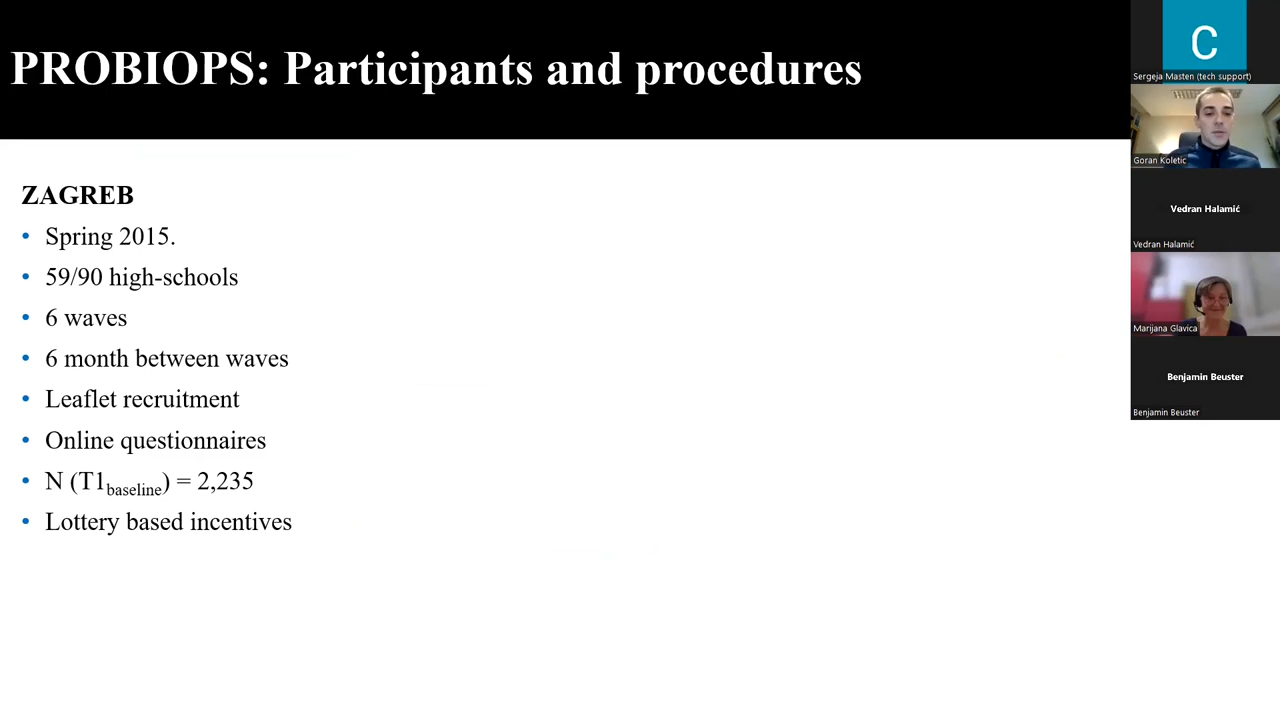 PROBIOPS: Participants and procedures
ZAGREB
• Spring 2015.
• 59/90 high-schools
• 6 waves
• 6 month between waves
• Leaflet recruitment
• Online questionnaires
• N (T1baseline) = 2,235
• Lottery based incentives
C
Sergeja Masten (tech support)
Goran Koletic
Vedran Halamić
Vedran Halamić
Marijana Glavica
Benjamin Beuster
Benjamin Beuster